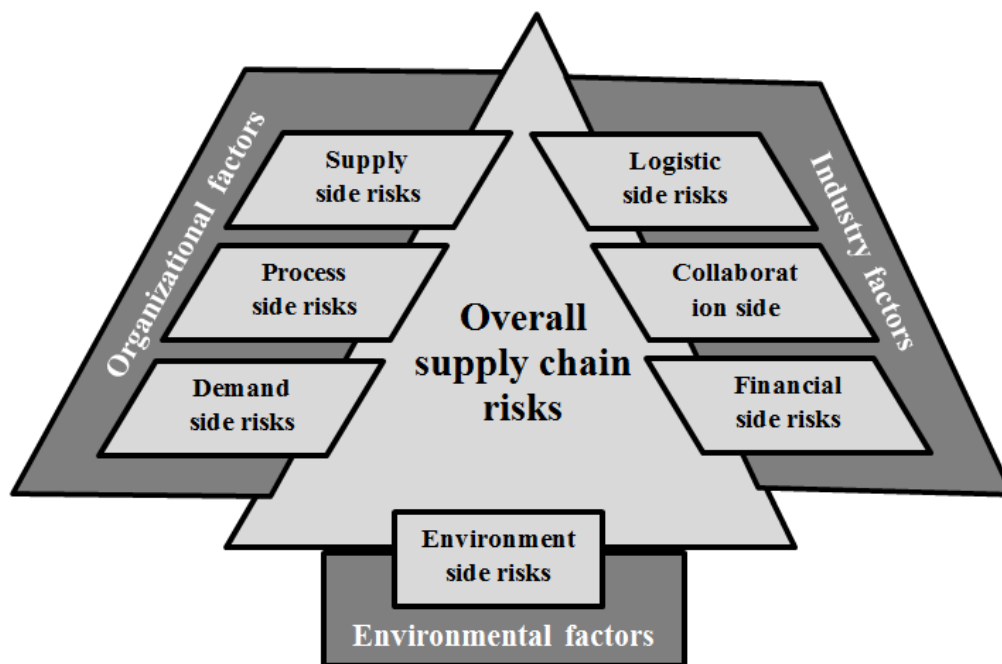 Organizational factors
Supply
side risks
Process
side risks
Demand
side risks
Overall
supply chain
risks
Logistic
side risks
Collaborat
ion side
Financial
side risks
Industry factors
Environment
side risks
Environmental factors